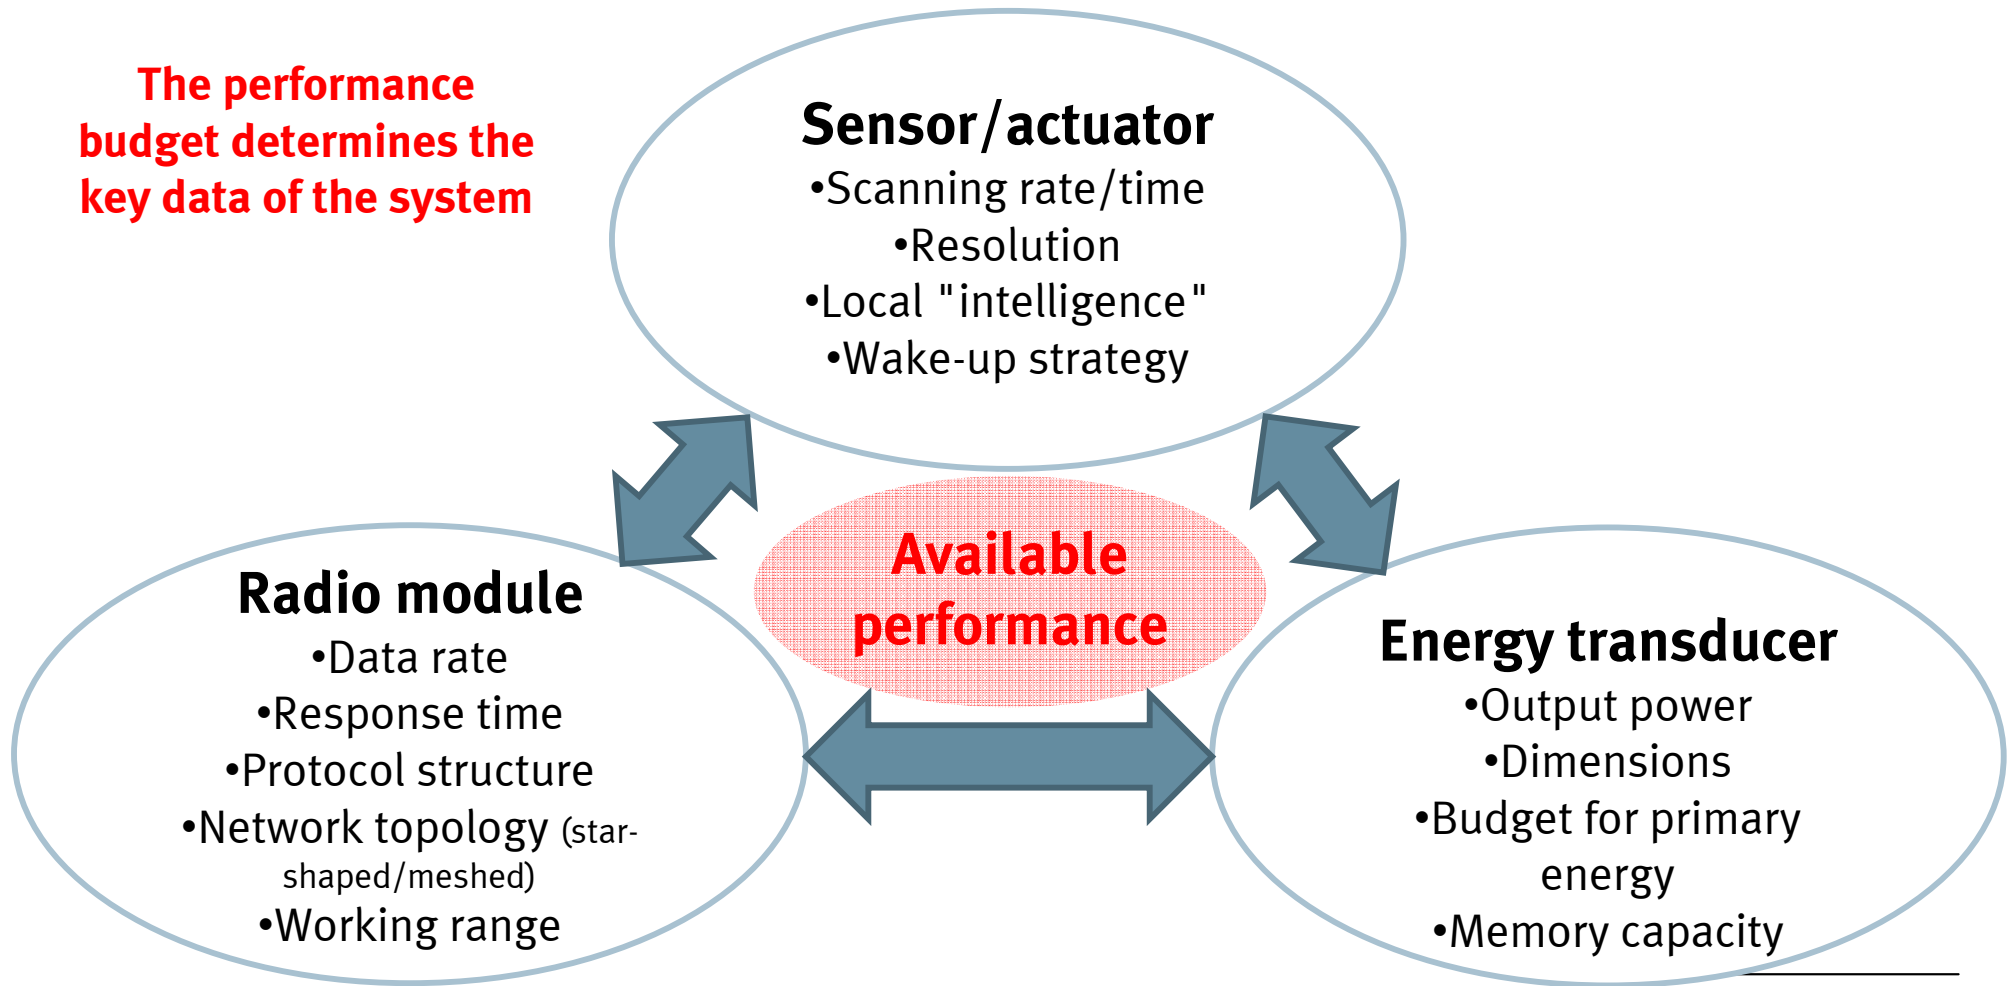 The performance
budget determines the
key data of the system
Sensor/actuator
•Scanning rate/time
•Resolution
•Local "intelligence"
•Wake-up strategy
Available
performance
Radio module
•Data rate
•Response time
•Protocol structure
•Network topology (star-
shaped/meshed)
•Working range
Energy transducer
•Output power
•Dimensions
•Budget for primary
energy
•Memory capacity